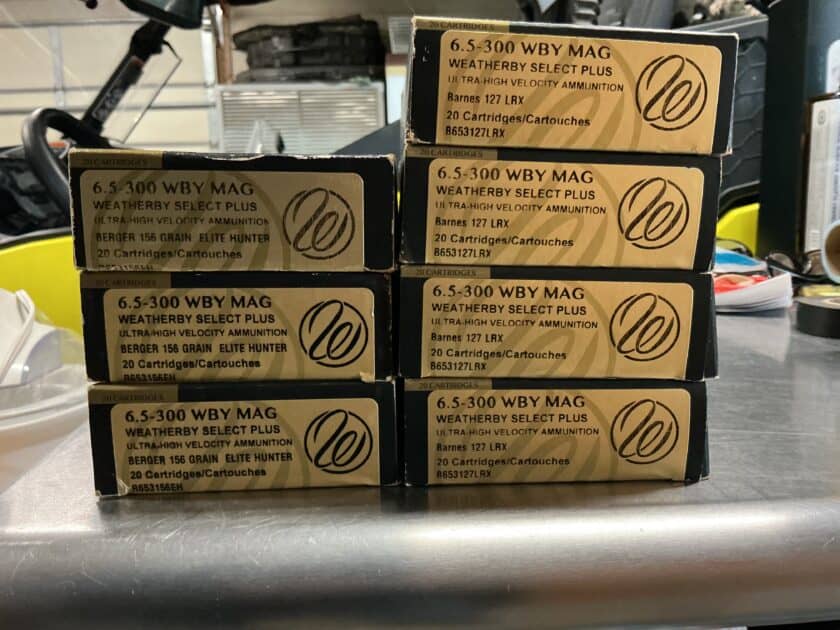 20 CARTRIDGES
6.5-300 WBY MAG
WEATHERBY SELECT PLUS
ULTRA-HIGH VELOCITY AMMUNITION
BERGER 156 GRAIN ELITE HUNTER
20 Cartridges/Cartouches
B653156EH
20 CARTRIDGES
6.5-300 WBY MAG
WEATHERBY SELECT PLUS
ULTRA-HIGH VELOCITY AMMUNITION
BERGER 156 GRAIN ELITE HUNTER
20 Cartridges/Cartouches
B653156EH
20 CARTRIDGES
6.5-300 WBY MAG
WEATHERBY SELECT PLUS
ULTRA-HIGH VELOCITY AMMUNITION
BERGER 156 GRAIN ELITE HUNTER
20 Cartridges/Cartouches
B653156EH
20 CARTRIDGES
6.5-300 WBY MAG
WEATHERBY SELECT PLUS
ULTRA-HIGH VELOCITY AMMUNITION
Barnes 127 LRX
20 Cartridges/Cartouches
B653127LRX
20 CARTRIDGES
6.5-300 WBY MAG
WEATHERBY SELECT PLUS
ULTRA-HIGH VELOCITY AMMUNITION
Barnes 127 LRX
20 Cartridges/Cartouches
B653127LRX
20 CARTRIDGES
6.5-300 WBY MAG
WEATHERBY SELECT PLUS
ULTRA-HIGH VELOCITY AMMUNITION
Barnes 127 LRX
20 Cartridges/Cartouches
B653127LRX
20 CARTRIDGES
6.5-300 WBY MAG
WEATHERBY SELECT PLUS
ULTRA-HIGH VELOCITY AMMUNITION
Barnes 127 LRX
20 Cartridges/Cartouches
B653127LRX